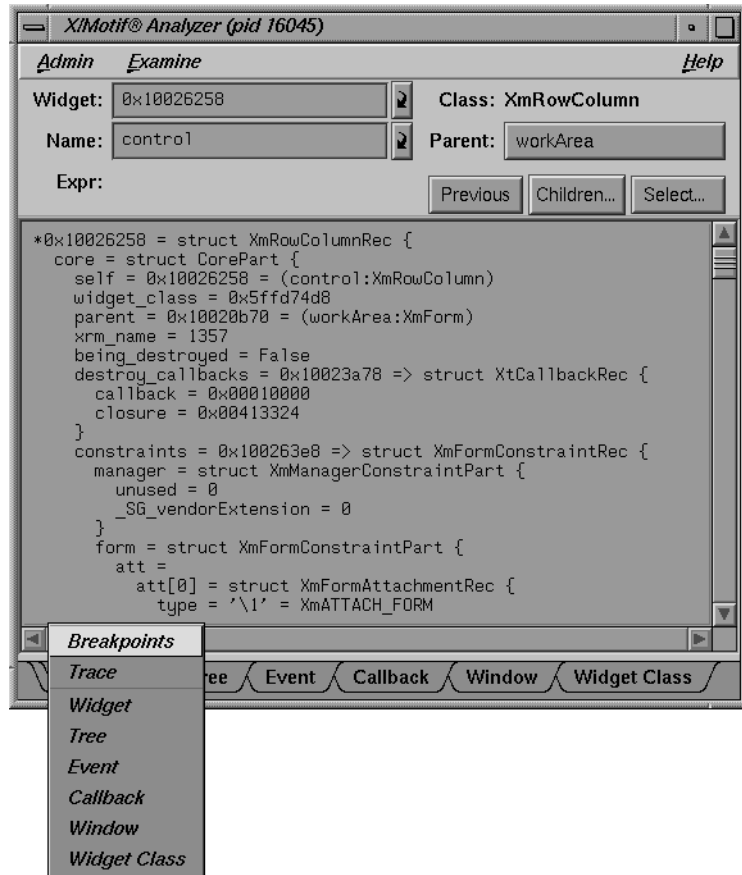 X/Motif® Analyzer (pid 16045)
Admin Examine Help
Widget: 0x10026258 Class: XmRowColumn
Name: control Parent: workArea
Expr: Previous Children... Select...
*0x10026258 = struct XmRowColumnRec {
core = struct CorePart {
self = 0x10026258 = (control:XmRowColumn)
widget_class = 0x5ffd74d8
parent = 0x10020b70 = (workArea:XmForm)
xrm_name = 1357
being_destroyed = False
destroy_callbacks = 0x10023a78 => struct XtCallbackRec {
callback = 0x00010000
closure = 0x00413324
}
constraints = 0x100263e8 => struct XmFormConstraintRec {
manager = struct XmManagerConstraintPart {
unused = 0
_SG_vendorExtension = 0
}
form = struct XmFormConstraintPart {
att =
att[0] = struct XmFormAttachmentRec {
type = '\1' = XmATTACH_FORM
Breakpoints
Trace
ree Event Callback Window Widget Class
Widget
Tree
Event
Callback
Window
Widget Class